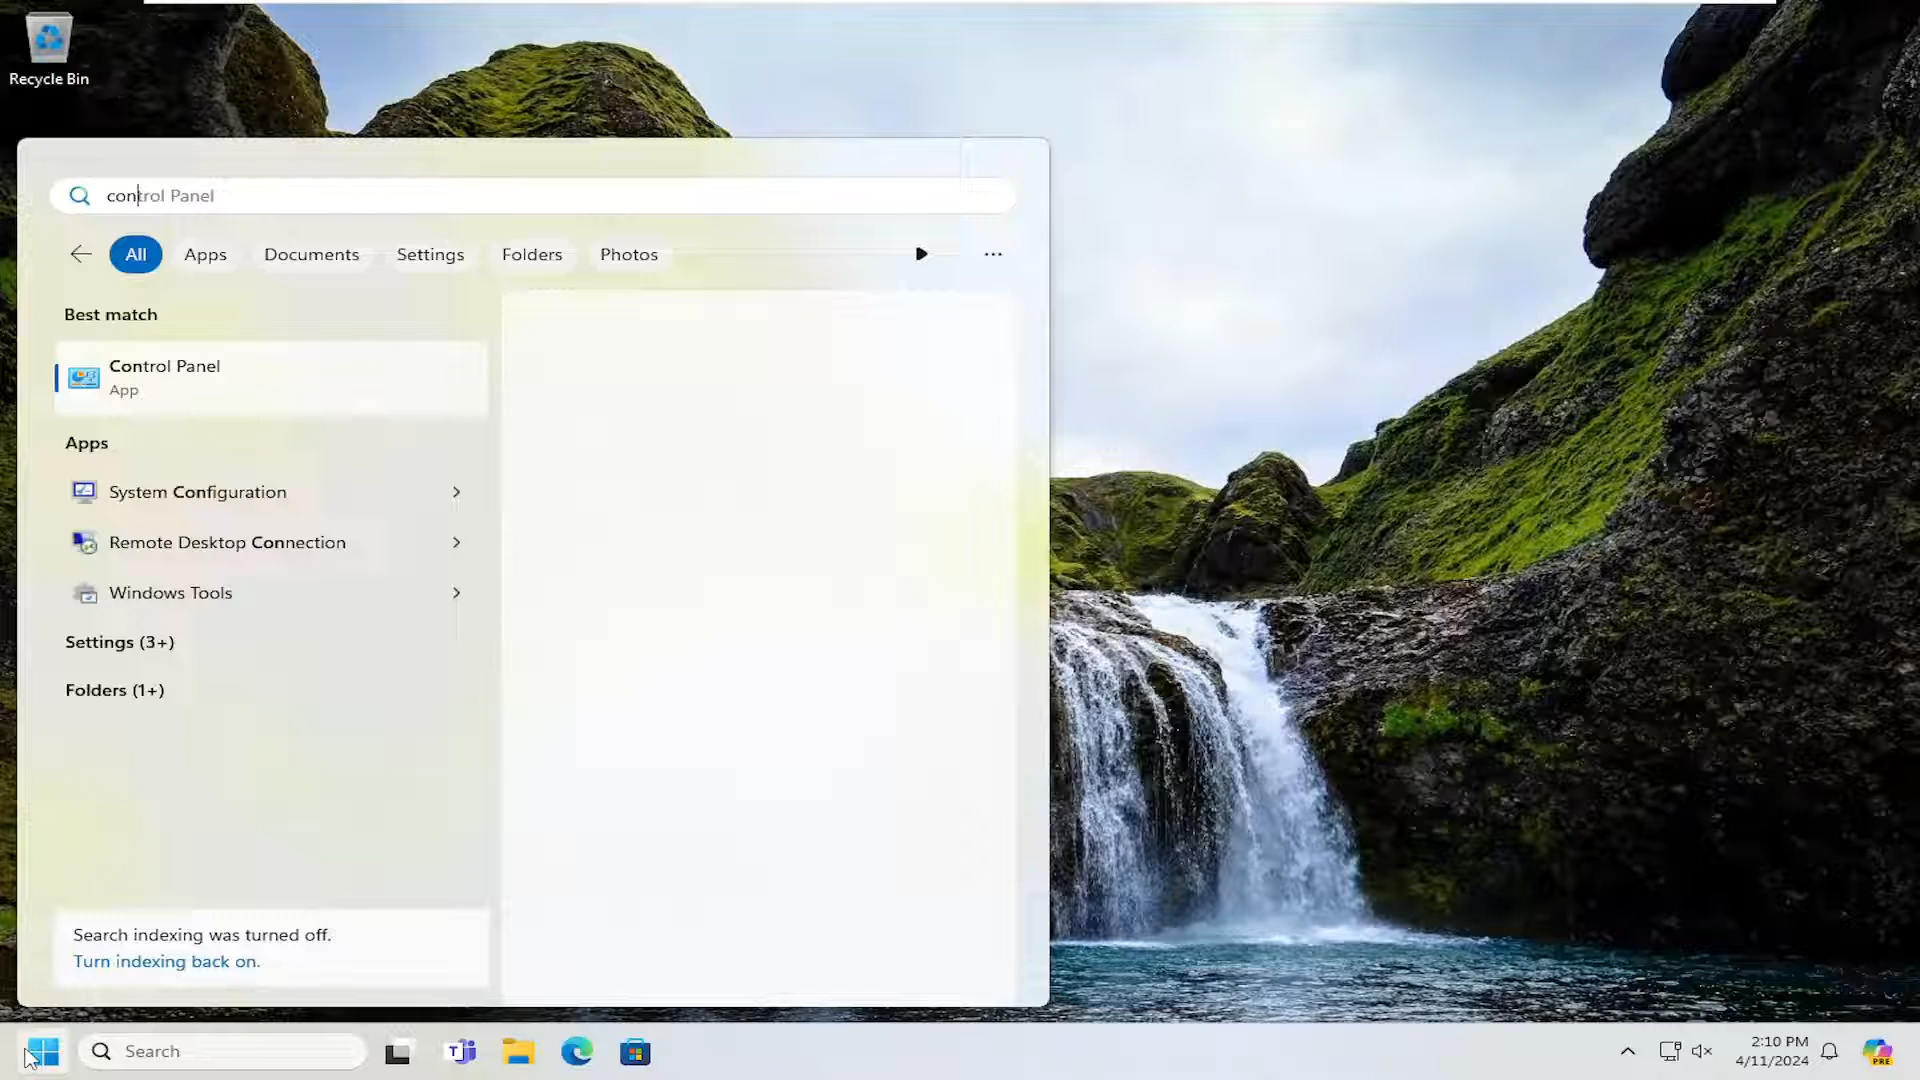 Recycle Bin
control Panel
All
Apps
Documents
Settings
Folders
Photos
Best match
Control Panel
App
Apps
System Configuration
Remote Desktop Connection
Windows Tools
Settings (3+)
Folders (1+)
Search indexing was turned off.
Turn indexing back on.
Search
2:10 PM
4/11/2024
PRE